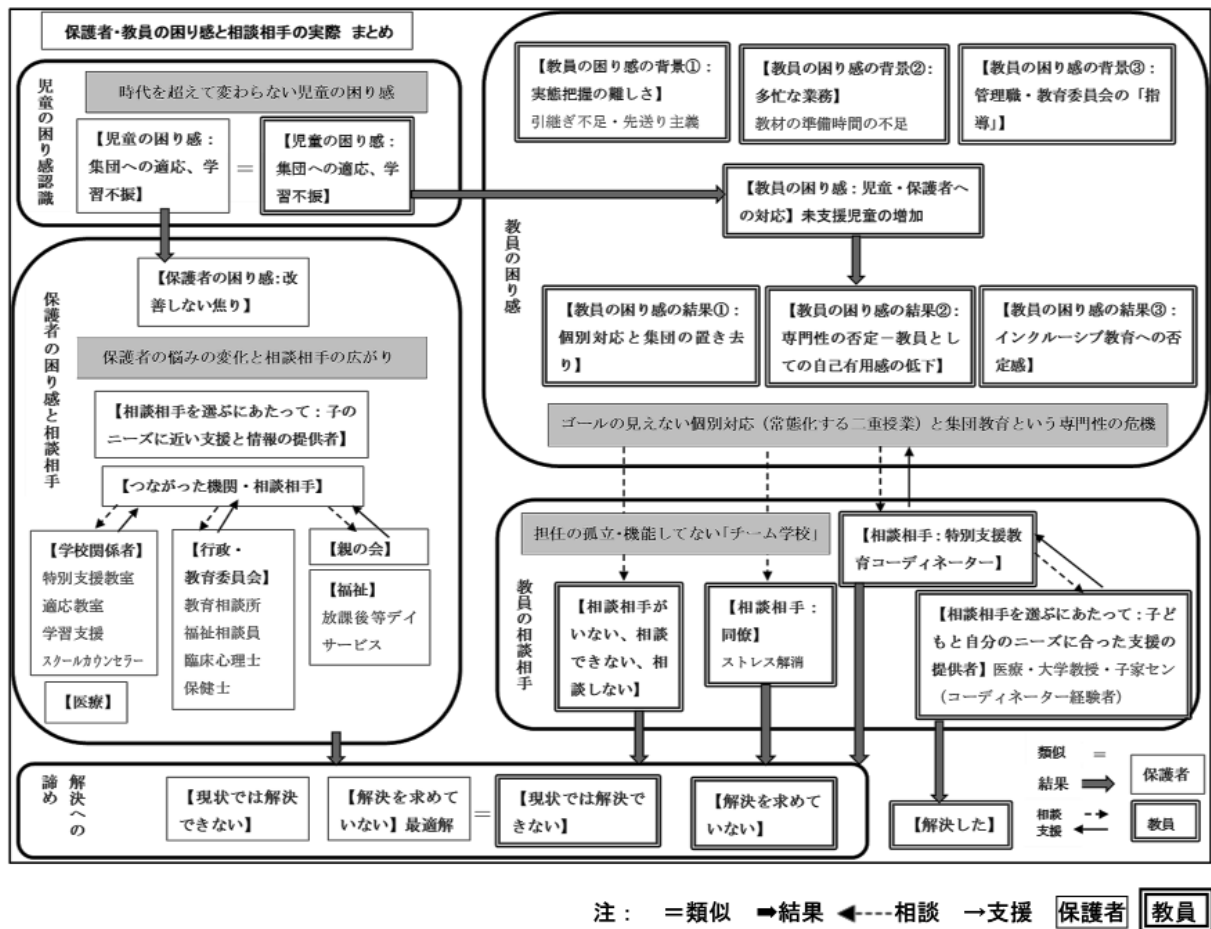 保護者・教員の困り感と相談相手の実際 まとめ
児童の困り感認識
時代を超えて変わらない児童の困り感
【児童の困り感：
集団への適応、学
習不振】
＝
【児童の困り感：
集団への適応、学
習不振】
保護者の困り感と相談相手
【保護者の困り感:改
善しない焦り】
保護者の悩みの変化と相談相手の広がり
【相談相手を選ぶにあたって：子の
ニーズに近い支援と情報の提供者】
【つながった機関・相談相手】
【学校関係者】
特別支援教室
適応教室
学習支援
スクールカウンセラー
【医療】
【行政・
教育委員会】
教育相談所
福祉相談員
臨床心理士
保健士
【親の会】
【福祉】
放課後等デイ
サービス
教員の困り感
【教員の困り感の背景①：
実態把握の難しさ】
引継ぎ不足・先送り主義
【教員の困り感の背景②：
多忙な業務】
教材の準備時間の不足
【教員の困り感の背景③：
管理職・教育委員会の「指
導」】
【教員の困り感：児童・保護者へ
の対応】未支援児童の増加
【教員の困り感の結果①：
個別対応と集団の置き去
り】
【教員の困り感の結果②：
専門性の否定－教員とし
ての自己有用感の低下】
【教員の困り感の結果③：
インクルーシブ教育への否
定感】
ゴールの見えない個別対応（常態化する二重授業）と集団教育という専門性の危機
教員の相談相手
担任の孤立・機能してない「チーム学校」
【相談相手が
いない、相談
できない、相
談しない】
【相談相手：
同僚】
ストレス解消
【相談相手：特別支援教
育コーディネーター】
【相談相手を選ぶにあたって：子ど
もと自分のニーズに合った支援の
提供者】医療・大学教授・子家セン
（コーディネーター経験者）
解決への
諦め
【現状では解決
できない】
【解決を求めて
いない】最適解
＝
【現状では解決で
きない】
【解決を求めて
いない】
【解決した】
類似 ＝
結果
相談
支援
保護者
教員
注： ＝類似 ➡結果 ◀----相談 →支援 保護者 教員